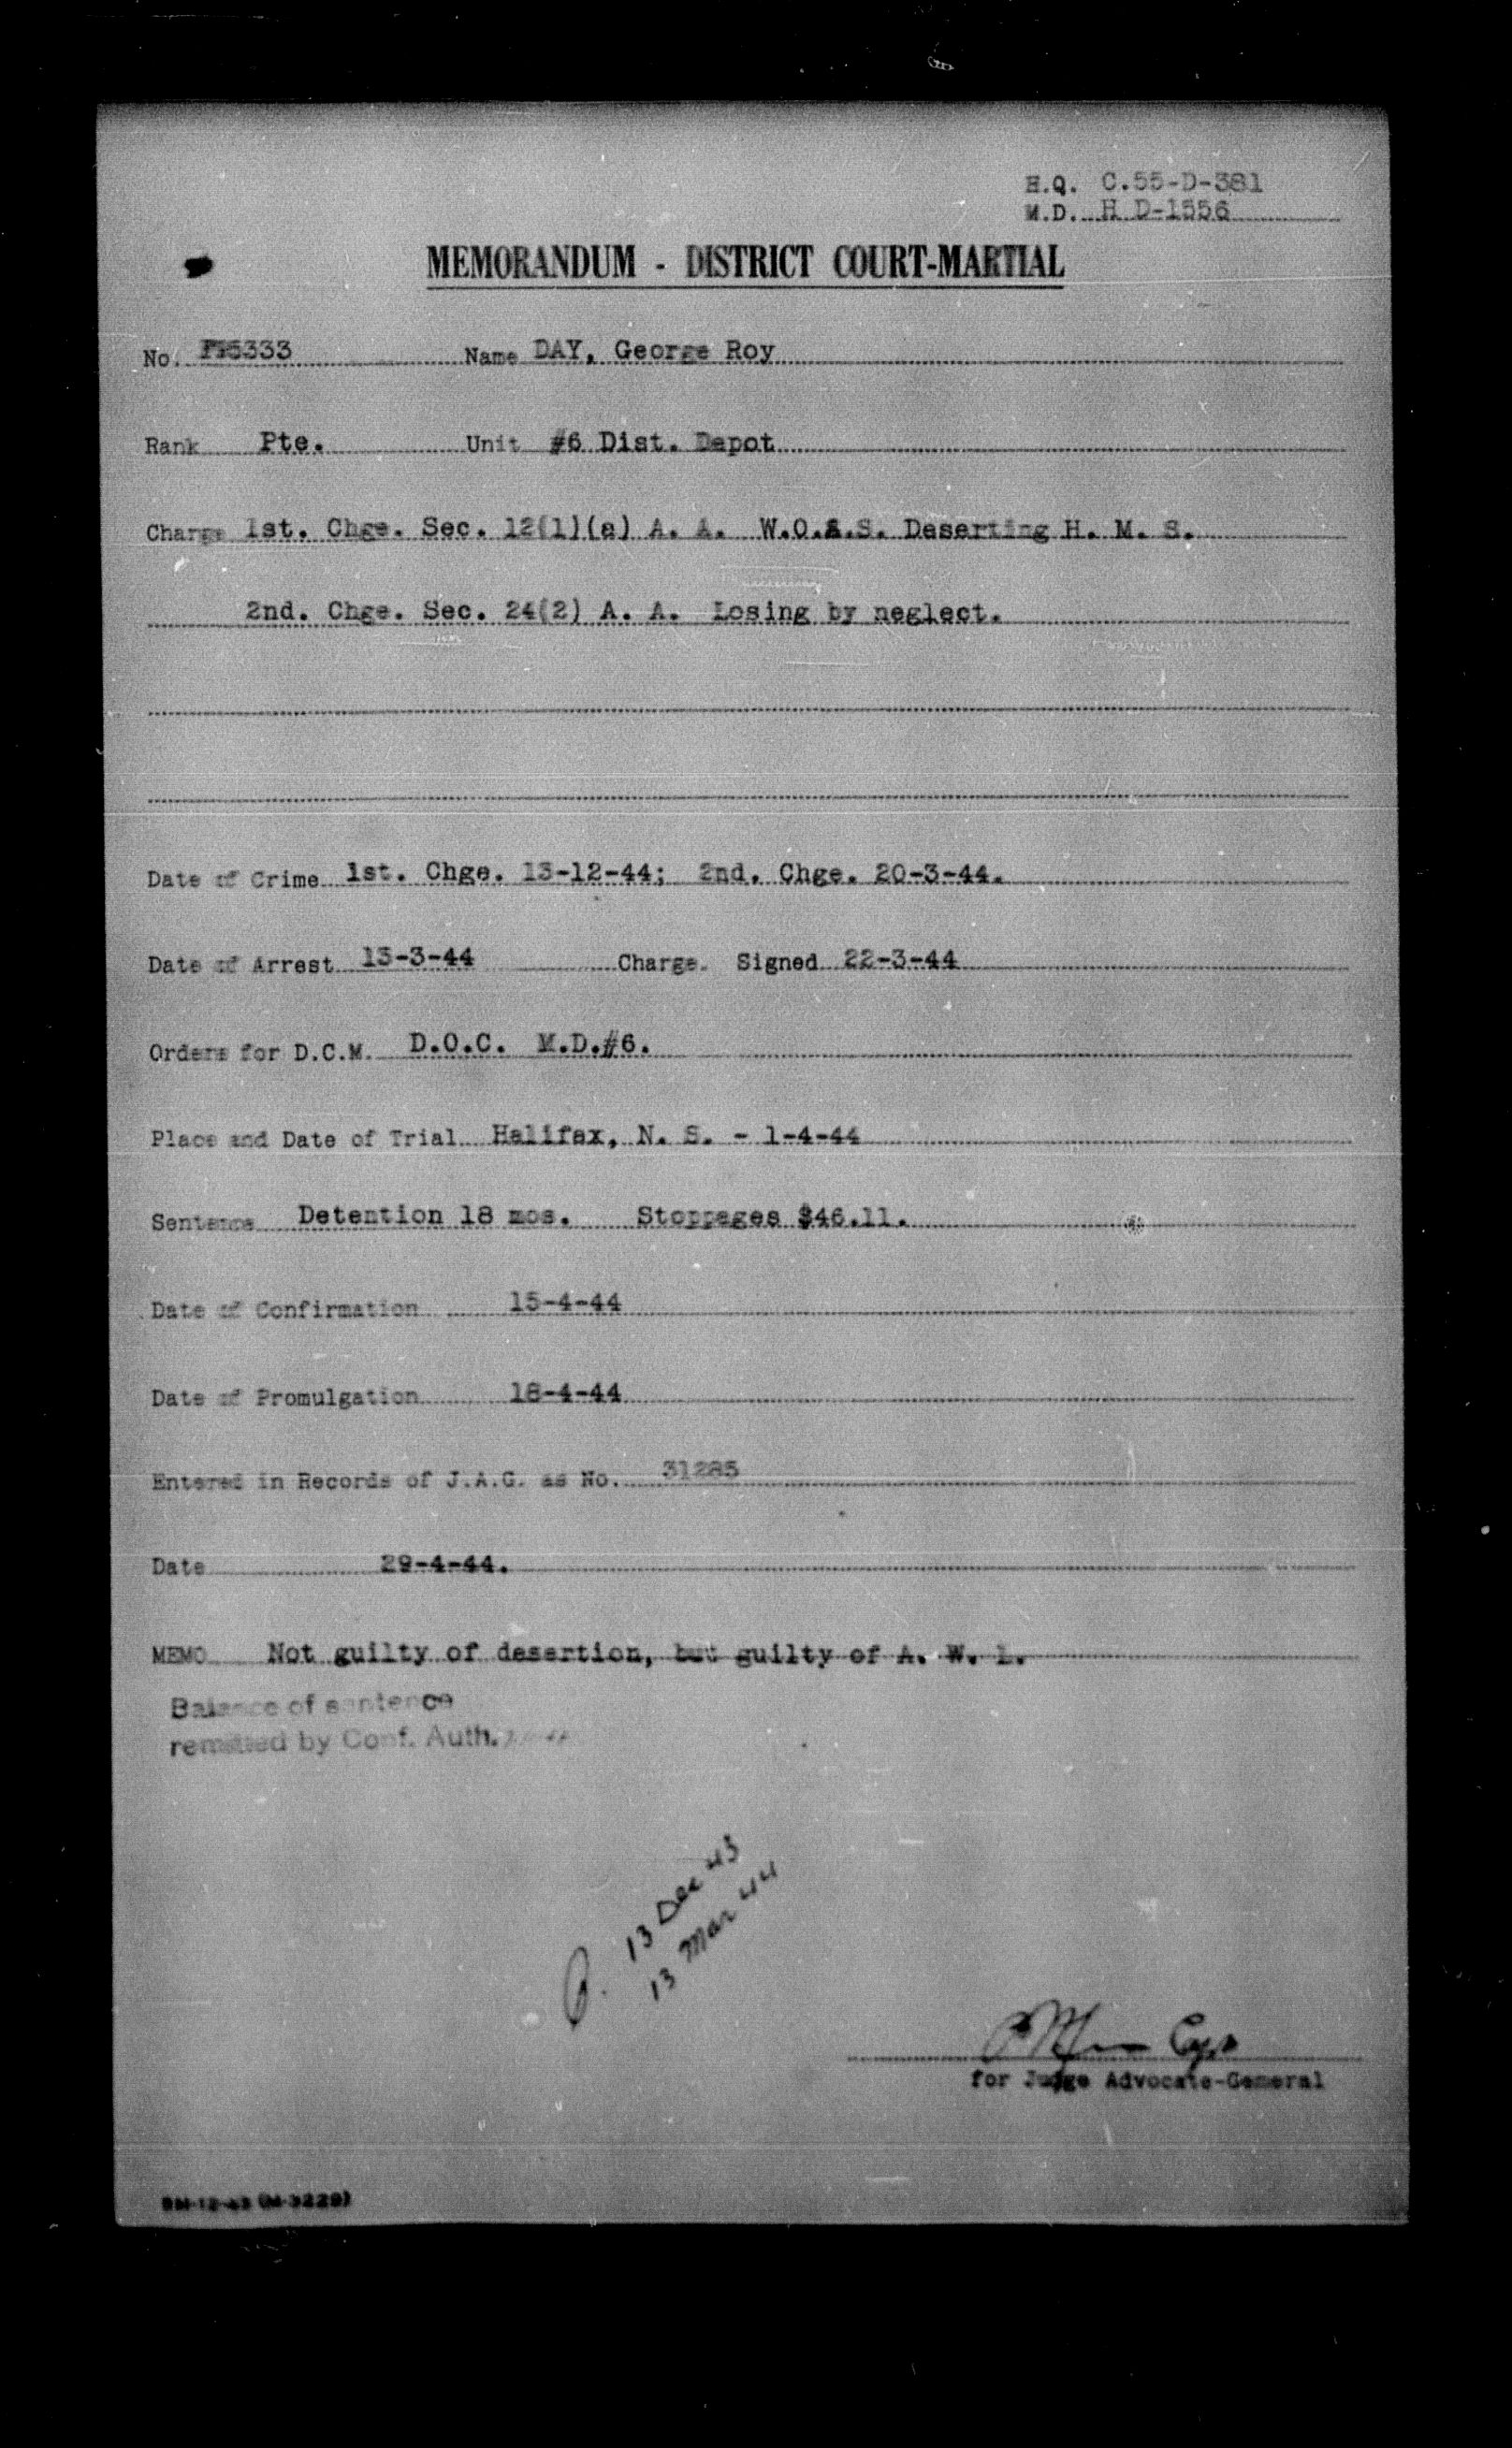 H.Q. C.55-D-381
M.D. H D-1556
MEMORANDUM - DISTRICT COURT-MARTIAL
No. Name DAY, George Roy
Rank Pte. Unit #6 Dist. Depot
Charge 1st. Chge. Sec. 12(1)(a) A. A. W.O.A.S. Deserting H. M. S.
2nd. Chge. Sec. 24(2) A. A. Losing by neglect.
Date of Crime 1st. Chge. 13-12-44; 2nd. Chge. 20-3-44.
Date of Arrest 13-3-44 Charge Signed 22-3-44
Orders for D.C.M. D.O.C. M.D.#6.
Place and Date of Trial Halifax, N. S. - 1-4-44
Sentence Detention 18 mos. Stoppages $46.11.
Date of Confirmation 15-4-44
Date of Promulgation 18-4-44
Entered in Records of J.A.G. as No. 31285
Date 29-4-44.
MEMO Not guilty of desertion, but guilty of A. W. L.
Balance of sentence
remitted by Conf. Auth.
13 Dec 43
13 Mar 44
for Judge Advocate-General